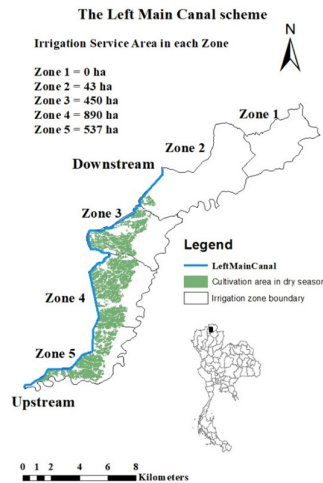 The Left Main Canal scheme
Irrigation Service Area in each Zone
N
Zone 1 = 0 ha
Zone 2 = 43 ha
Zone 3 = 450 ha
Zone 4 = 890 ha
Zone 5 = 537 ha
Zone 1
Zone 2
Downstream
Zone 3
Legend
LeftMainCanal
Cultivation area in dry season
Irrigation zone boundary
Zone 4
Zone 5
Upstream
0 1 2 4 6 8
Kilometers